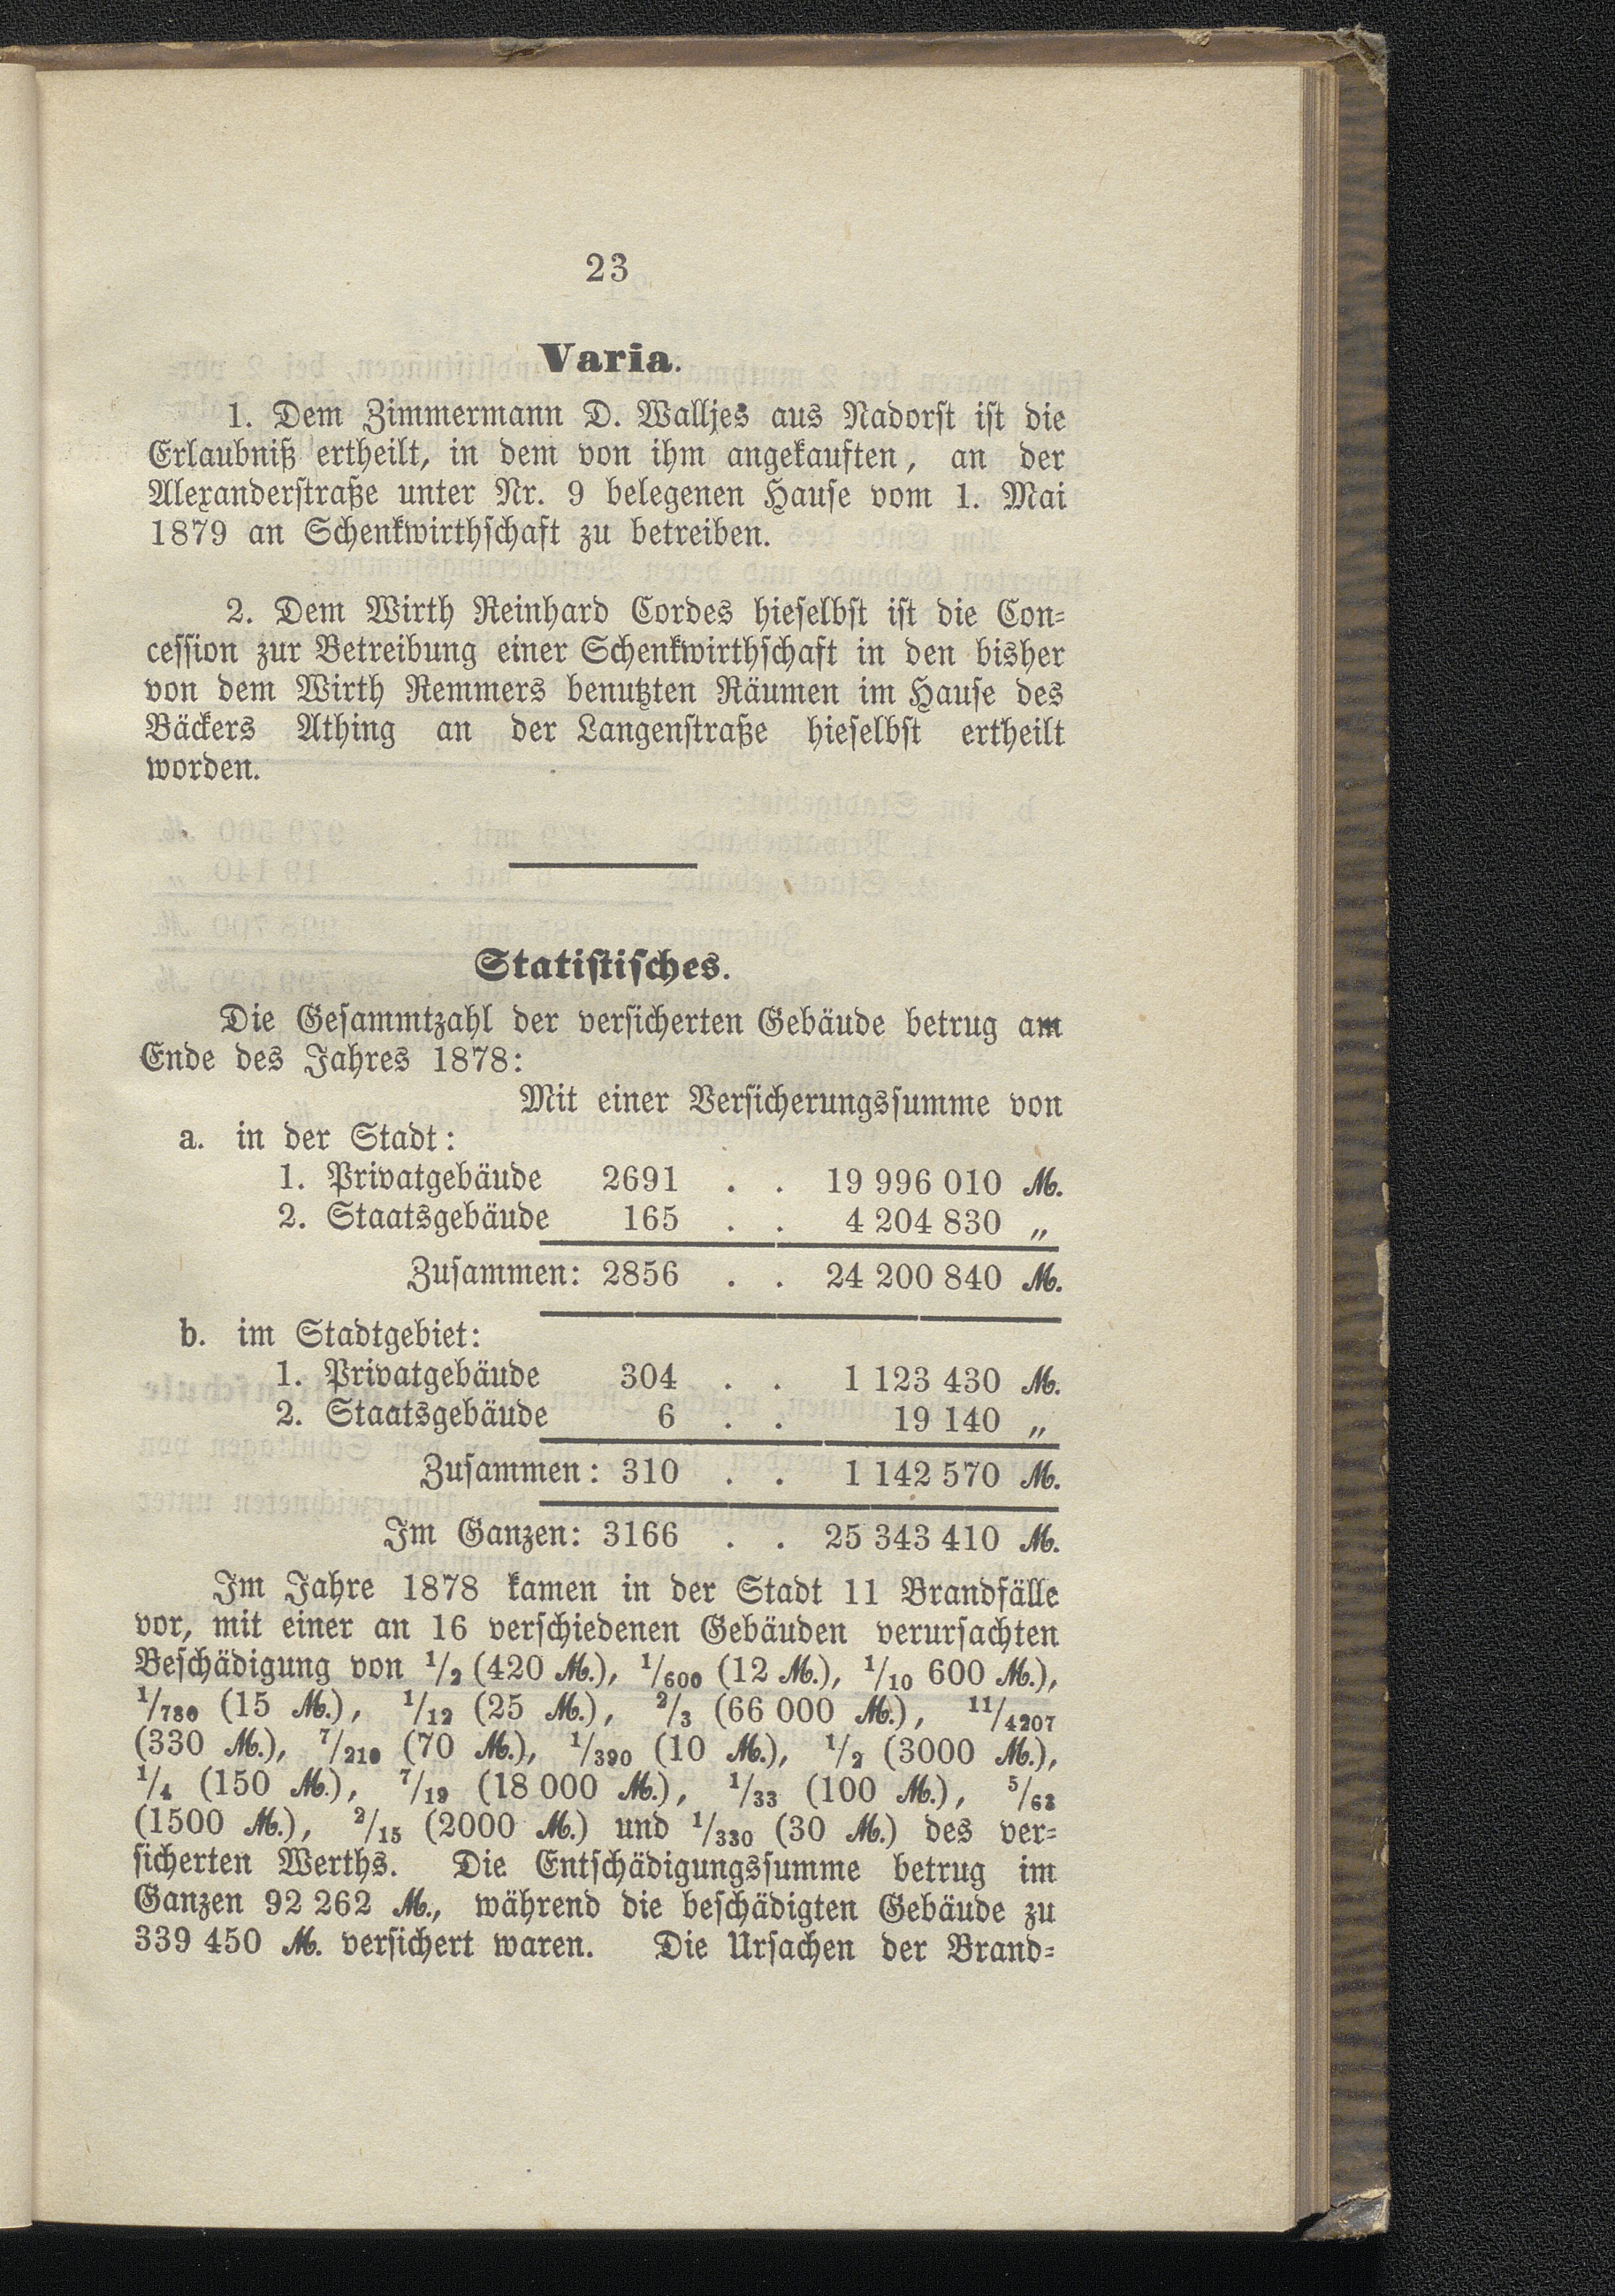 23
Varia.
1. Dem Zimmermann D. Walljes aus Nadorst ist die
Erlaubniß ertheilt, in dem von ihm angekauften, an der
Alexanderstraße unter Nr. 9 belegenen Hause vom 1. Mai
1879 an Schenkwirthschaft zu betreiben.
2. Dem Wirth Reinhard Cordes hieselbst ist die Con-
cession zur Betreibung einer Schenkwirthschaft in den bisher
von dem Wirth Remmers benutzten Räumen im Hause des
Bäckers Athing an der Langenstraße hieselbst ertheilt
worden.
Statistisches.
Die Gesammtzahl der versicherten Gebäude betrug am
Ende des Jahres 1878:
Mit einer Versicherungssumme von
a. in der Stadt:
1. Privatgebäude 2691 . . 19 996 010 M.
2. Staatsgebäude 165 . . 4 204 830 „
Zusammen: 2856 . . 24 200 840 M.
b. im Stadtgebiet:
1. Privatgebäude 304 . . 1 123 430 M.
2. Staatsgebäude 6 . . 19 140 „
Zusammen: 310 . . 1 142 570 M.
Im Ganzen: 3166 . . 25 343 410 M.
Im Jahre 1878 kamen in der Stadt 11 Brandfälle
vor, mit einer an 16 verschiedenen Gebäuden verursachten
Beschädigung von 1/2 (420 M.), 1/600 (12 M.), 1/10 600 M.),
1/780 (15 M.), 1/12 (25 M.), 2/3 (66 000 M.), 11/4207
(330 M.), 7/210 (70 M.), 1/390 (10 M.), 1/2 (3000 M.),
1/4 (150 M.), 7/19 (18 000 M.), 1/33 (100 M.), 5/63
(1500 M.), 2/15 (2000 M.) und 1/330 (30 M.) des ver-
sicherten Werths. Die Entschädigungssumme betrug im
Ganzen 92 262 M., während die beschädigten Gebäude zu
339 450 M. versichert waren. Die Ursachen der Brand-